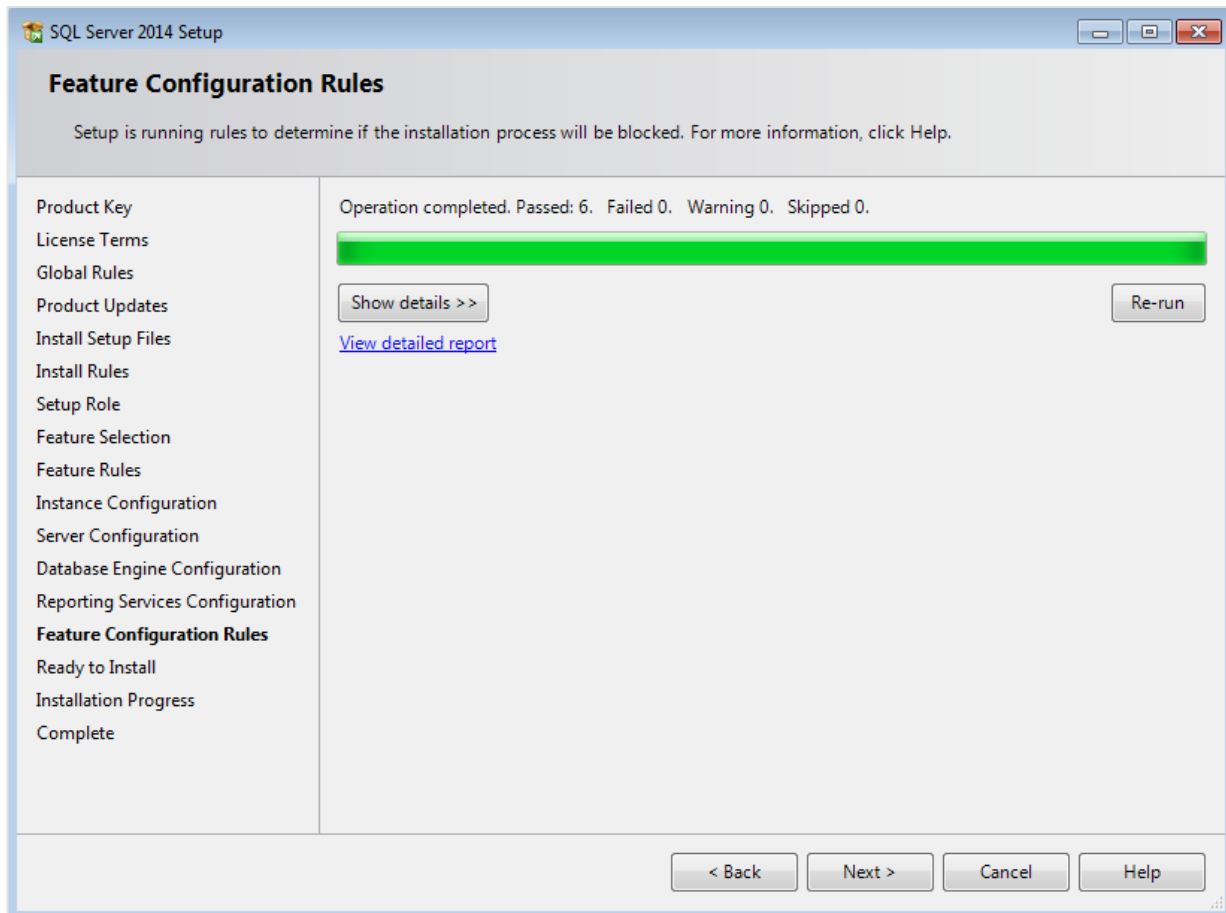 SQL Server 2014 Setup
Feature Configuration Rules
Setup is running rules to determine if the installation process will be blocked. For more information, click Help.
Product Key
License Terms
Global Rules
Product Updates
Install Setup Files
Install Rules
Setup Role
Feature Selection
Feature Rules
Instance Configuration
Server Configuration
Database Engine Configuration
Reporting Services Configuration
Feature Configuration Rules
Ready to Install
Installation Progress
Complete
Operation completed. Passed: 6. Failed 0. Warning 0. Skipped 0.
Show details >>
Re-run
View detailed report
< Back
Next >
Cancel
Help